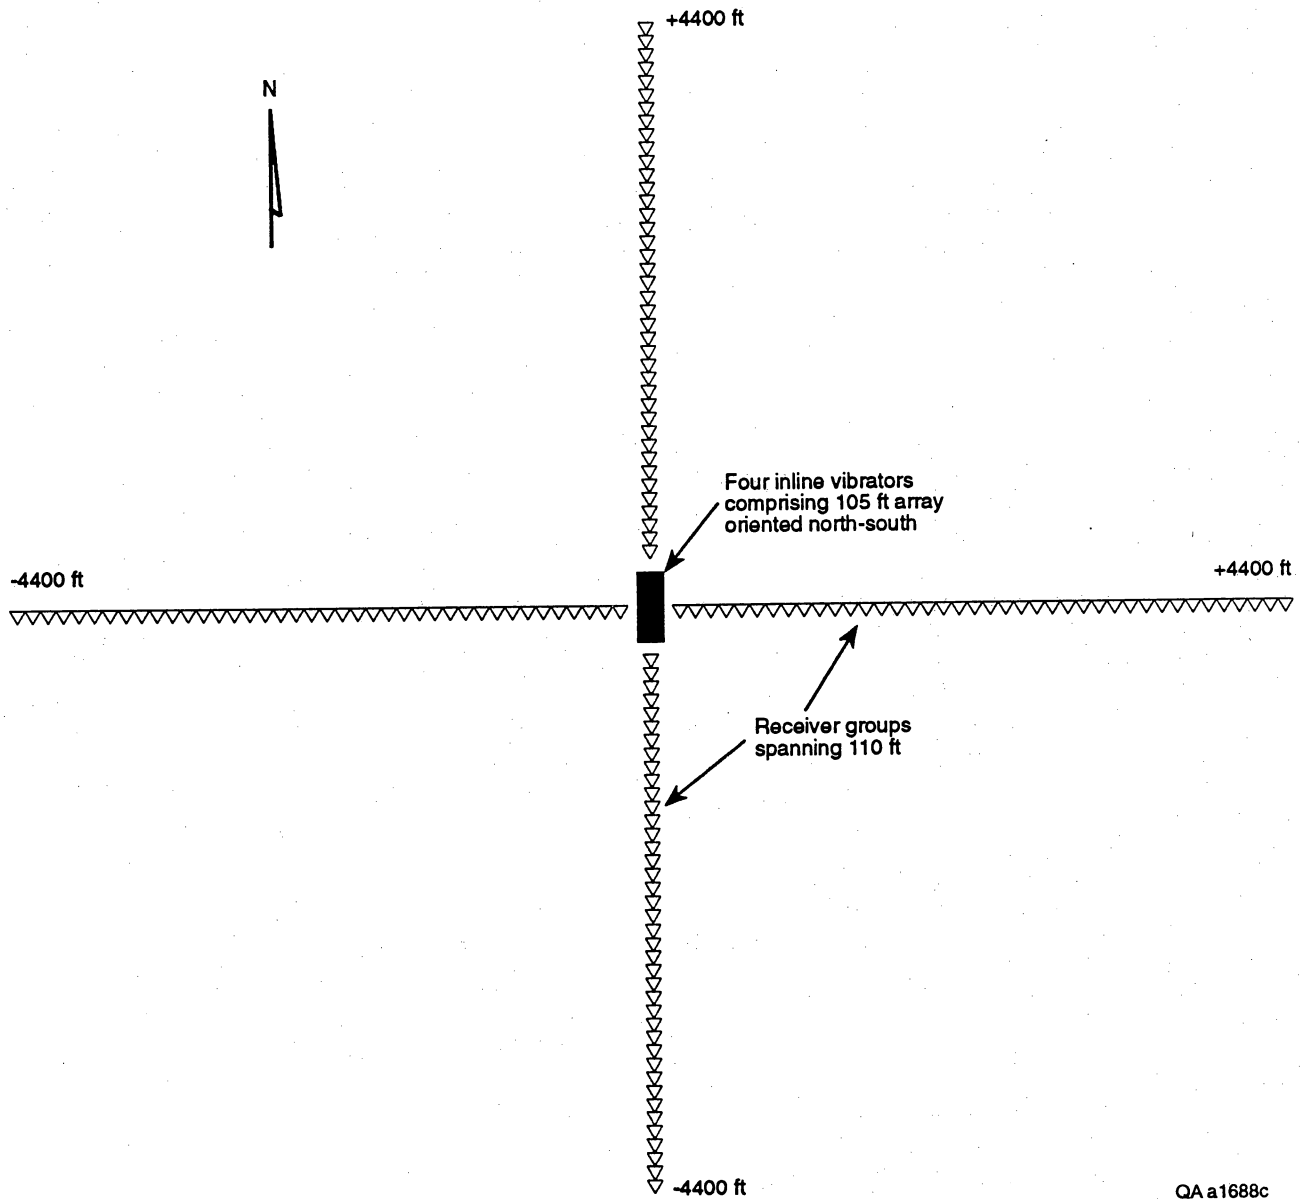 +4400 ft
N
Four inline vibrators
comprising 105 ft array
oriented north-south
-4400 ft
+4400 ft
Receiver groups
spanning 110 ft
-4400 ft
QA a1688c